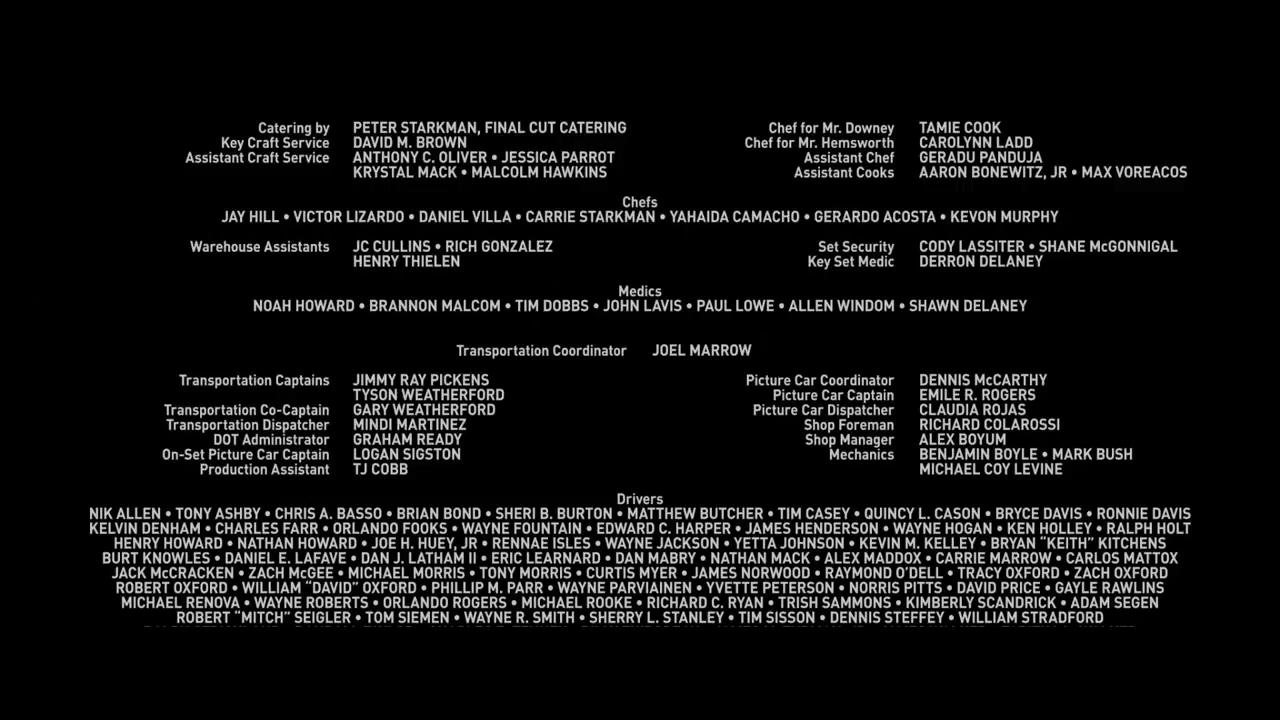 Catering by PETER STARKMAN, FINAL CUT CATERING
Key Craft Service DAVID M. BROWN
Assistant Craft Service ANTHONY C. OLIVER • JESSICA PARROT
KRYSTAL MACK • MALCOLM HAWKINS
Chef for Mr. Downey TAMIE COOK
Chef for Mr. Hemsworth CAROLYNN LADD
Assistant Chef GERADU PANDUJA
Assistant Cooks AARON BONEWITZ, JR • MAX VOREACOS
Chefs
JAY HILL • VICTOR LIZARDO • DANIEL VILLA • CARRIE STARKMAN • YAHAIDA CAMACHO • GERARDO ACOSTA • KEVON MURPHY
Warehouse Assistants JC CULLINS • RICH GONZALEZ
HENRY THIELEN
Set Security CODY LASSITER • SHANE McGONNIGAL
Key Set Medic DERRON DELANEY
Medics
NOAH HOWARD • BRANNON MALCOM • TIM DOBBS • JOHN LAVIS • PAUL LOWE • ALLEN WINDOM • SHAWN DELANEY
Transportation Coordinator JOEL MARROW
Transportation Captains JIMMY RAY PICKENS
TYSON WEATHERFORD
Transportation Co-Captain GARY WEATHERFORD
Transportation Dispatcher MINDI MARTINEZ
DOT Administrator GRAHAM READY
On-Set Picture Car Captain LOGAN SIGSTON
Production Assistant TJ COBB
Picture Car Coordinator DENNIS McCARTHY
Picture Car Captain EMILE R. ROGERS
Picture Car Dispatcher CLAUDIA ROJAS
Shop Foreman RICHARD COLAROSSI
Shop Manager ALEX BOYUM
Mechanics BENJAMIN BOYLE • MARK BUSH
MICHAEL COY LEVINE
Drivers
NIK ALLEN • TONY ASHBY • CHRIS A. BASSO • BRIAN BOND • SHERI B. BURTON • MATTHEW BUTCHER • TIM CASEY • QUINCY L. CASON • BRYCE DAVIS • RONNIE DAVIS
KELVIN DENHAM • CHARLES FARR • ORLANDO FOOKS • WAYNE FOUNTAIN • EDWARD C. HARPER • JAMES HENDERSON • WAYNE HOGAN • KEN HOLLEY • RALPH HOLT
HENRY HOWARD • NATHAN HOWARD • JOE H. HUEY, JR • RENNAE ISLES • WAYNE JACKSON • YETTA JOHNSON • KEVIN M. KELLEY • BRYAN “KEITH” KITCHENS
BURT KNOWLES • DANIEL E. LAFAVE • DAN J. LATHAM II • ERIC LEARNARD • DAN MABRY • NATHAN MACK • ALEX MADDOX • CARRIE MARROW • CARLOS MATTOX
JACK McCRACKEN • ZACH McGEE • MICHAEL MORRIS • TONY MORRIS • CURTIS MYER • JAMES NORWOOD • RAYMOND O'DELL • TRACY OXFORD • ZACH OXFORD
ROBERT OXFORD • WILLIAM “DAVID” OXFORD • PHILLIP M. PARR • WAYNE PARVIAINEN • YVETTE PETERSON • NORRIS PITTS • DAVID PRICE • GAYLE RAWLINS
MICHAEL RENOVA • WAYNE ROBERTS • ORLANDO ROGERS • MICHAEL ROOKE • RICHARD C. RYAN • TRISH SAMMONS • KIMBERLY SCANDRICK • ADAM SEGEN
ROBERT “MITCH” SEIGLER • TOM SIEMEN • WAYNE R. SMITH • SHERRY L. STANLEY • TIM SISSON • DENNIS STEFFEY • WILLIAM STRADFORD